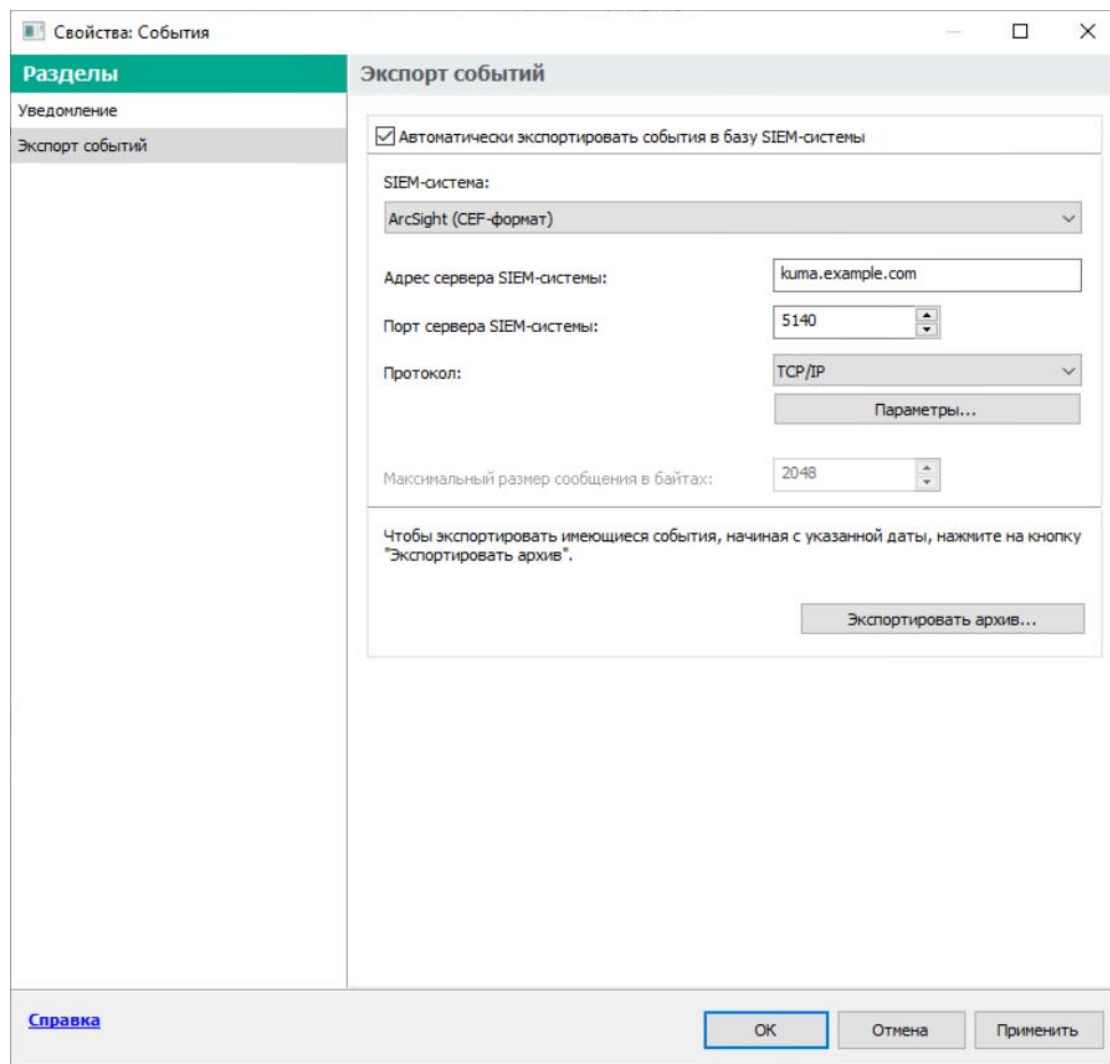 Свойства: События
Разделы
Уведомление
Экспорт событий
Экспорт событий
Автоматически экспортировать события в базу SIEM-системы
SIEM-система:
ArcSight (CEF-формат)
Адрес сервера SIEM-системы:
kuma.example.com
Порт сервера SIEM-системы:
5140
Протокол:
TCP/IP
Параметры...
Максимальный размер сообщения в байтах:
2048
Чтобы экспортировать имеющиеся события, начиная с указанной даты, нажмите на кнопку
"Экспортировать архив".
Экспортировать архив...
Справка
ОК
Отмена
Применить